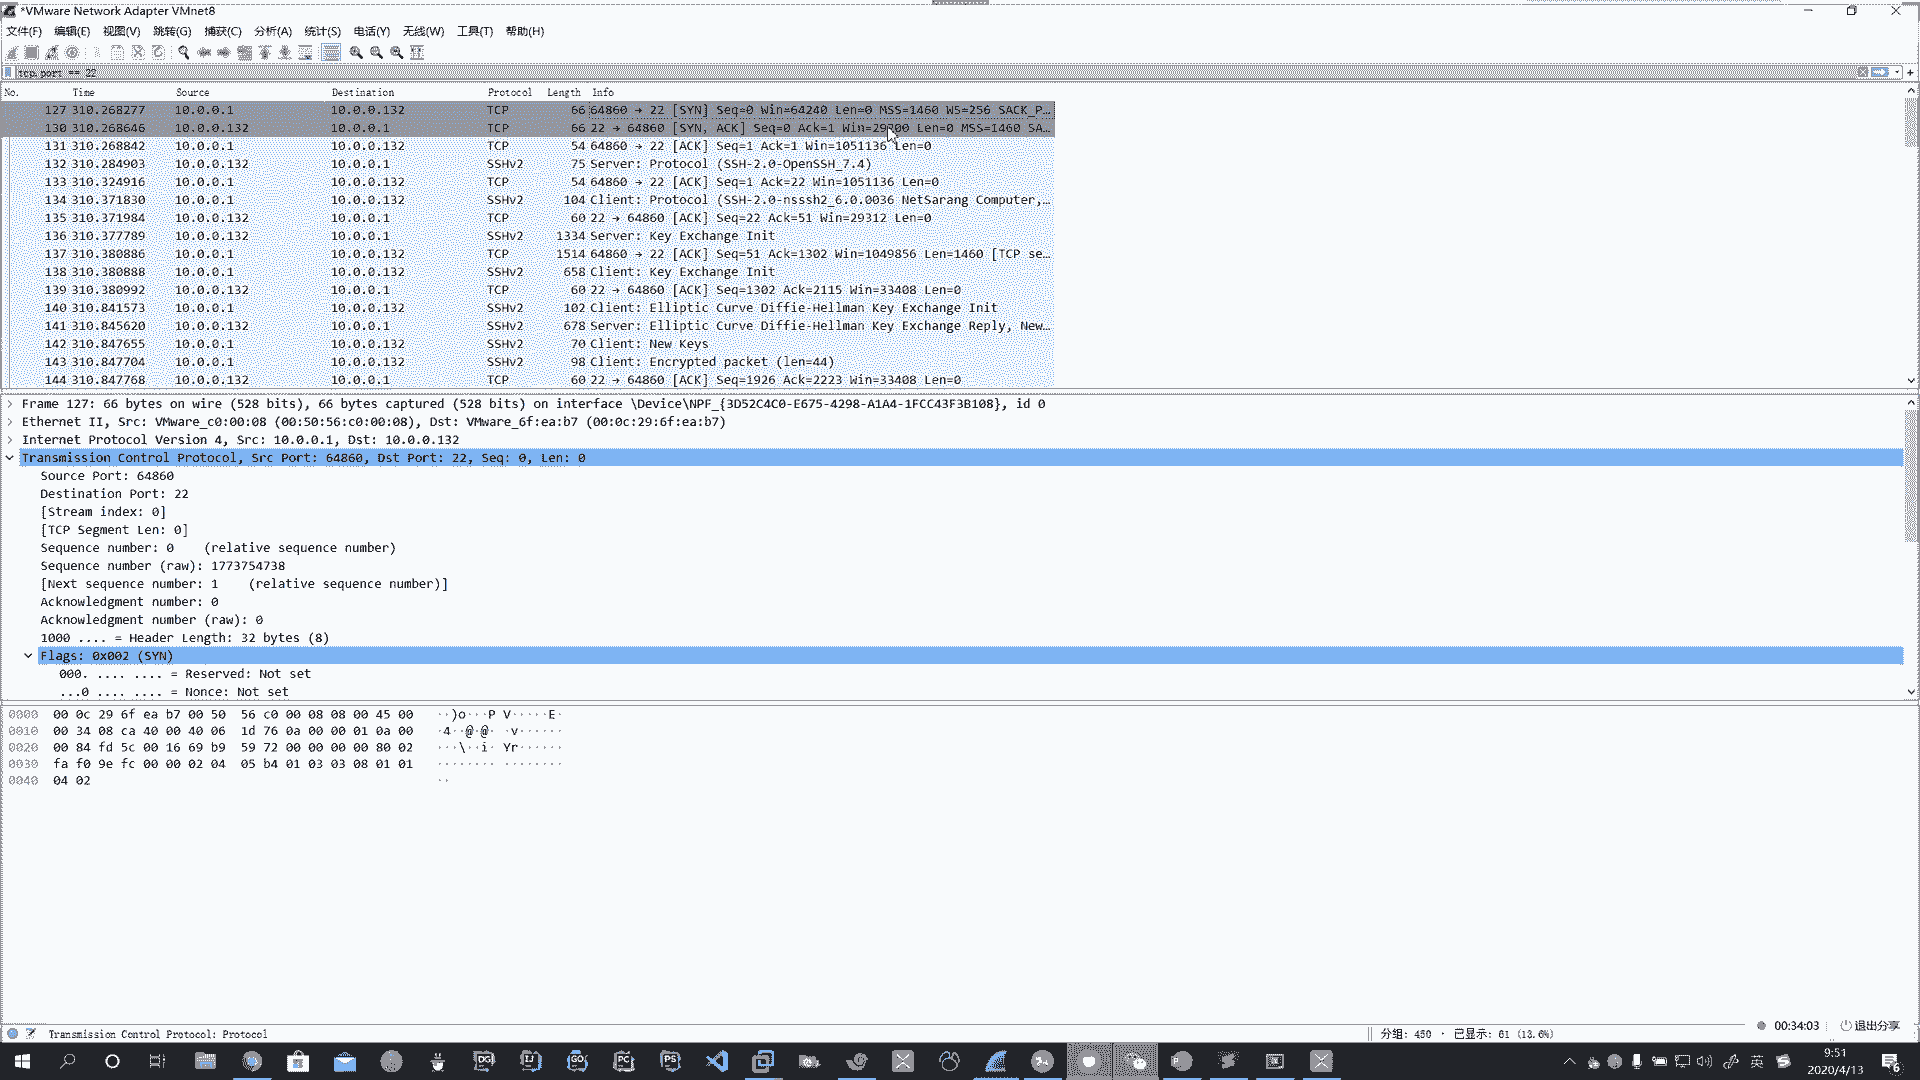 *VMware Network Adapter VMnet8
文件(F) 编辑(E) 视图(V) 跳转(G) 捕获(C) 分析(A) 统计(S) 电话(Y) 无线(W) 工具(T) 帮助(H)
tcp.port == 22
No. Time Source Destination Protocol Length Info
127 310.268277 10.0.0.1 10.0.0.132 TCP 66 64860 → 22 [SYN] Seq=0 Win=64240 Len=0 MSS=1460 WS=256 SACK_P…
130 310.268646 10.0.0.132 10.0.0.1 TCP 66 22 → 64860 [SYN, ACK] Seq=0 Ack=1 Win=29200 Len=0 MSS=1460 SA…
131 310.268842 10.0.0.1 10.0.0.132 TCP 54 64860 → 22 [ACK] Seq=1 Ack=1 Win=1051136 Len=0
132 310.284903 10.0.0.132 10.0.0.1 SSHv2 75 Server: Protocol (SSH-2.0-OpenSSH_7.4)
133 310.324916 10.0.0.1 10.0.0.132 TCP 54 64860 → 22 [ACK] Seq=1 Ack=22 Win=1051136 Len=0
134 310.371830 10.0.0.1 10.0.0.132 SSHv2 104 Client: Protocol (SSH-2.0-nsssh2_6.0.0036 NetSarang Computer,…
135 310.371984 10.0.0.132 10.0.0.1 TCP 60 22 → 64860 [ACK] Seq=22 Ack=51 Win=29312 Len=0
136 310.377789 10.0.0.132 10.0.0.1 SSHv2 1334 Server: Key Exchange Init
137 310.380886 10.0.0.1 10.0.0.132 TCP 1514 64860 → 22 [ACK] Seq=51 Ack=1302 Win=1049856 Len=1460 [TCP se…
138 310.380888 10.0.0.1 10.0.0.132 SSHv2 658 Client: Key Exchange Init
139 310.380992 10.0.0.132 10.0.0.1 TCP 60 22 → 64860 [ACK] Seq=1302 Ack=2115 Win=33408 Len=0
140 310.841573 10.0.0.1 10.0.0.132 SSHv2 102 Client: Elliptic Curve Diffie-Hellman Key Exchange Init
141 310.845620 10.0.0.132 10.0.0.1 SSHv2 678 Server: Elliptic Curve Diffie-Hellman Key Exchange Reply, New…
142 310.847655 10.0.0.1 10.0.0.132 SSHv2 70 Client: New Keys
143 310.847704 10.0.0.1 10.0.0.132 SSHv2 98 Client: Encrypted packet (len=44)
144 310.847768 10.0.0.132 10.0.0.1 TCP 60 22 → 64860 [ACK] Seq=1926 Ack=2223 Win=33408 Len=0
Frame 127: 66 bytes on wire (528 bits), 66 bytes captured (528 bits) on interface \Device\NPF_{3D52C4C0-E675-4298-A1A4-1FCC43F3B108}, id 0
Ethernet II, Src: VMware_c0:00:08 (00:50:56:c0:00:08), Dst: VMware_6f:ea:b7 (00:0c:29:6f:ea:b7)
Internet Protocol Version 4, Src: 10.0.0.1, Dst: 10.0.0.132
Transmission Control Protocol, Src Port: 64860, Dst Port: 22, Seq: 0, Len: 0
Source Port: 64860
Destination Port: 22
[Stream index: 0]
[TCP Segment Len: 0]
Sequence number: 0 (relative sequence number)
Sequence number (raw): 1773754738
[Next sequence number: 1 (relative sequence number)]
Acknowledgment number: 0
Acknowledgment number (raw): 0
1000 .... = Header Length: 32 bytes (8)
Flags: 0x002 (SYN)
000. .... .... = Reserved: Not set
...0 .... .... = Nonce: Not set
0000 00 0c 29 6f ea b7 00 50 56 c0 00 08 08 00 45 00 ··)o···P V·····E·
0010 00 34 08 ca 40 00 40 06 1d 76 0a 00 00 01 0a 00 ·4··@·@· ·v······
0020 00 84 fd 5c 00 16 69 b9 59 72 00 00 00 00 80 02 ···\··i· Yr······
0030 fa f0 9e fc 00 00 02 04 05 b4 01 03 03 08 01 01 ········ ········
0040 04 02 ··
Transmission Control Protocol: Protocol
分组: 450 · 已显示: 61 (13.6%)
00:34:03 退出分享
DG IJ GO PC PS
英
9:51
2020/4/13
6